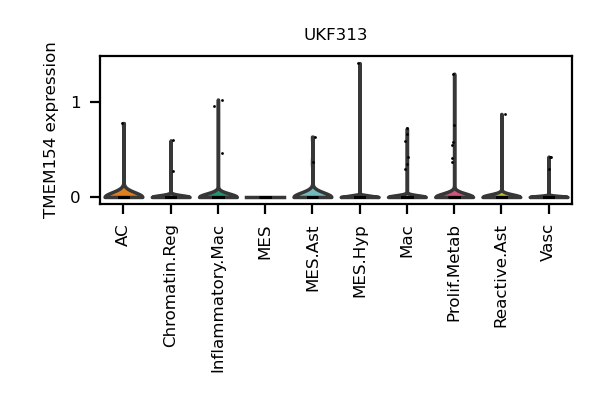 UKF313
TMEM154 expression
1
0
AC
Chromatin.Reg
Inflammatory.Mac
MES
MES.Ast
MES.Hyp
Mac
Prolif.Metab
Reactive.Ast
Vasc